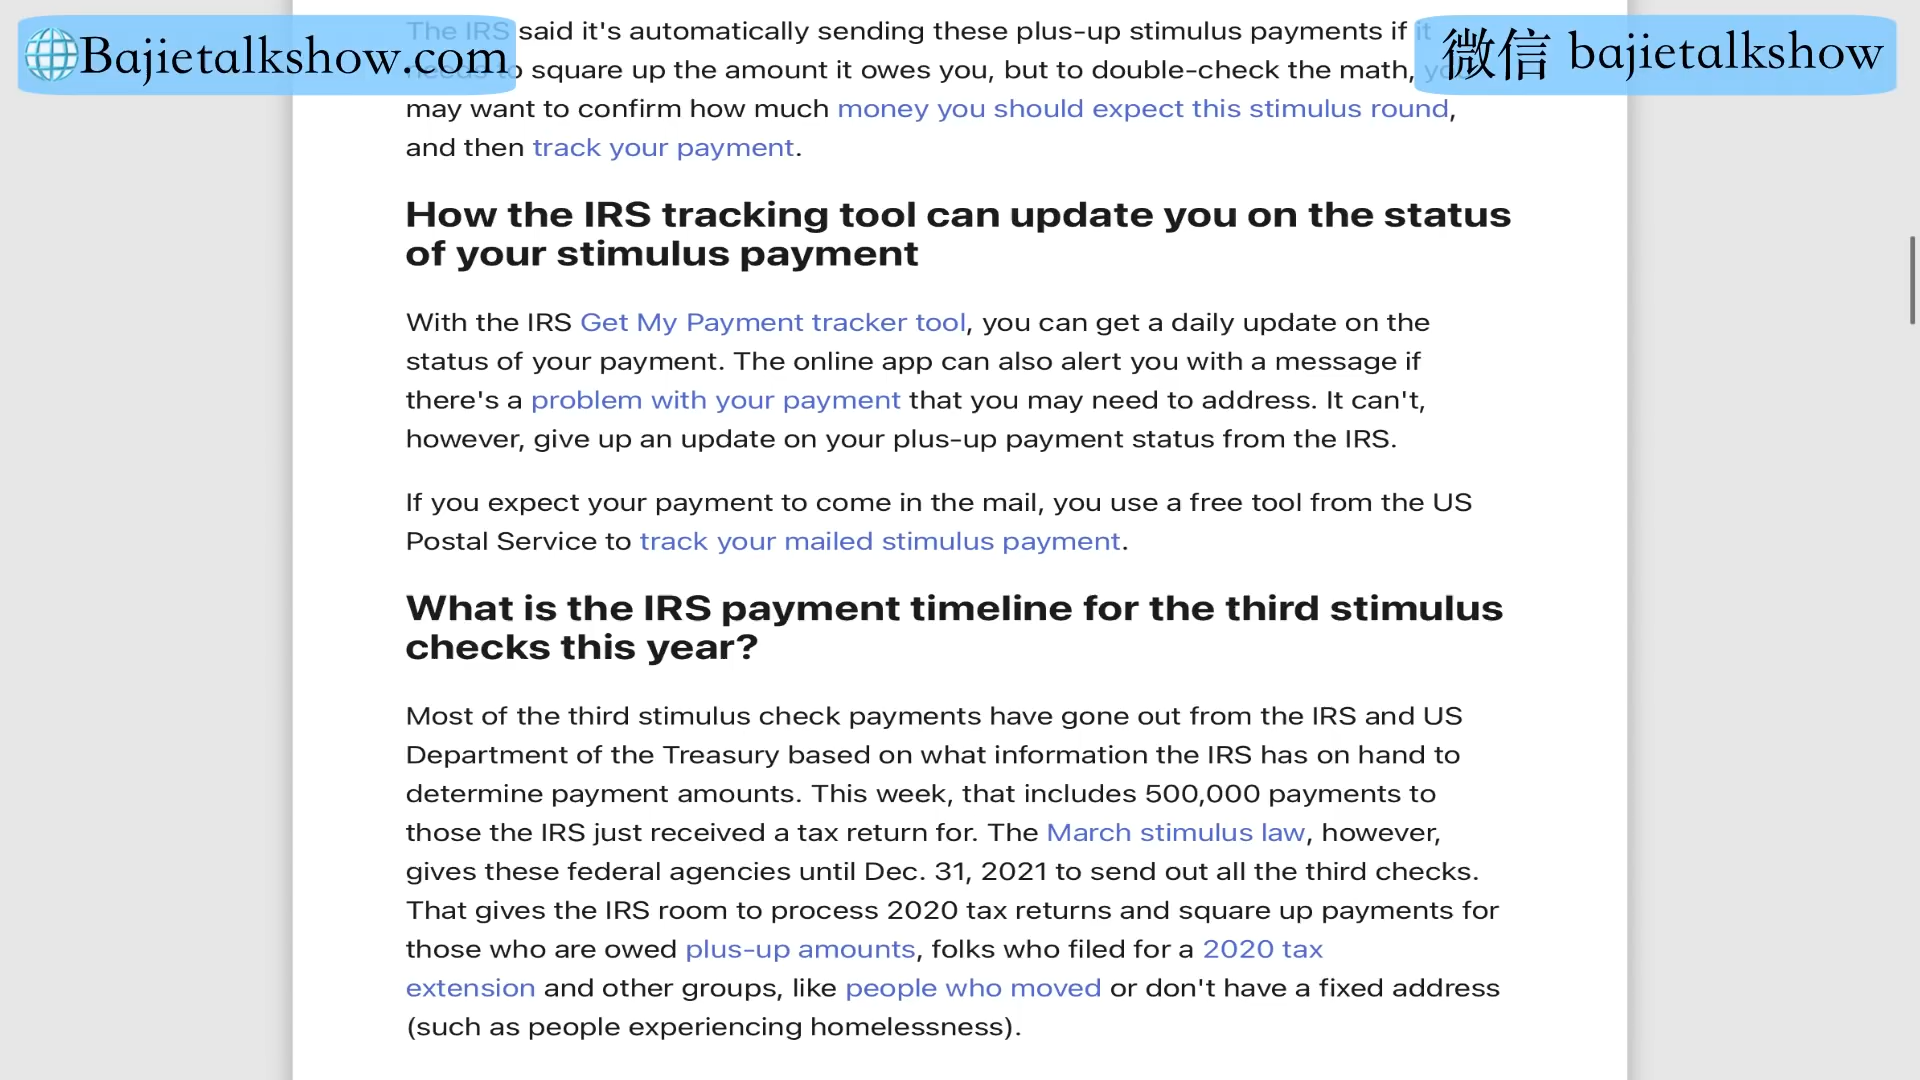 Bajietalkshow.com
微信 bajietalkshow
The IRS said it's automatically sending these plus-up stimulus payments if it
needs to square up the amount it owes you, but to double-check the math, you
may want to confirm how much money you should expect this stimulus round,
and then track your payment.
How the IRS tracking tool can update you on the status
of your stimulus payment
With the IRS Get My Payment tracker tool, you can get a daily update on the
status of your payment. The online app can also alert you with a message if
there's a problem with your payment that you may need to address. It can't,
however, give up an update on your plus-up payment status from the IRS.
If you expect your payment to come in the mail, you use a free tool from the US
Postal Service to track your mailed stimulus payment.
What is the IRS payment timeline for the third stimulus
checks this year?
Most of the third stimulus check payments have gone out from the IRS and US
Department of the Treasury based on what information the IRS has on hand to
determine payment amounts. This week, that includes 500,000 payments to
those the IRS just received a tax return for. The March stimulus law, however,
gives these federal agencies until Dec. 31, 2021 to send out all the third checks.
That gives the IRS room to process 2020 tax returns and square up payments for
those who are owed plus-up amounts, folks who filed for a 2020 tax
extension and other groups, like people who moved or don't have a fixed address
(such as people experiencing homelessness).